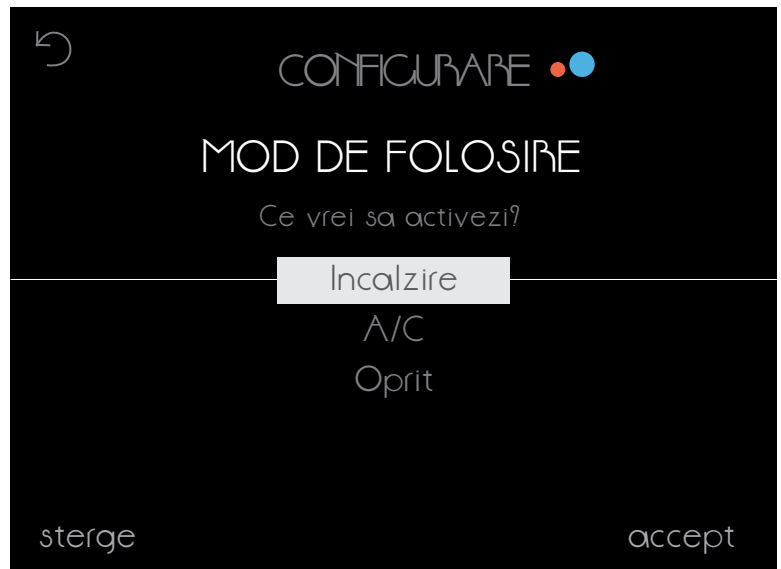 CONFIGURARE
MOD DE FOLOSIRE
Ce vrei sa activezi?
Incalzire
A/C
Oprit
sterge
accept